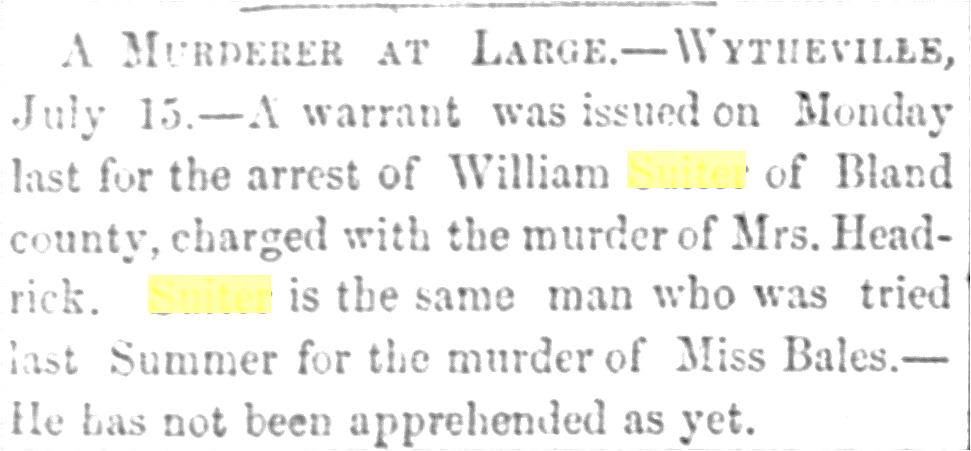 A MURDERER AT LARGE.—WYTHEVILLE,
July 15.—A warrant was issued on Monday
last for the arrest of William Suiter of Bland
county, charged with the murder of Mrs. Head-
rick. Suiter is the same man who was tried
last Summer for the murder of Miss Bales.—
He has not been apprehended as yet.